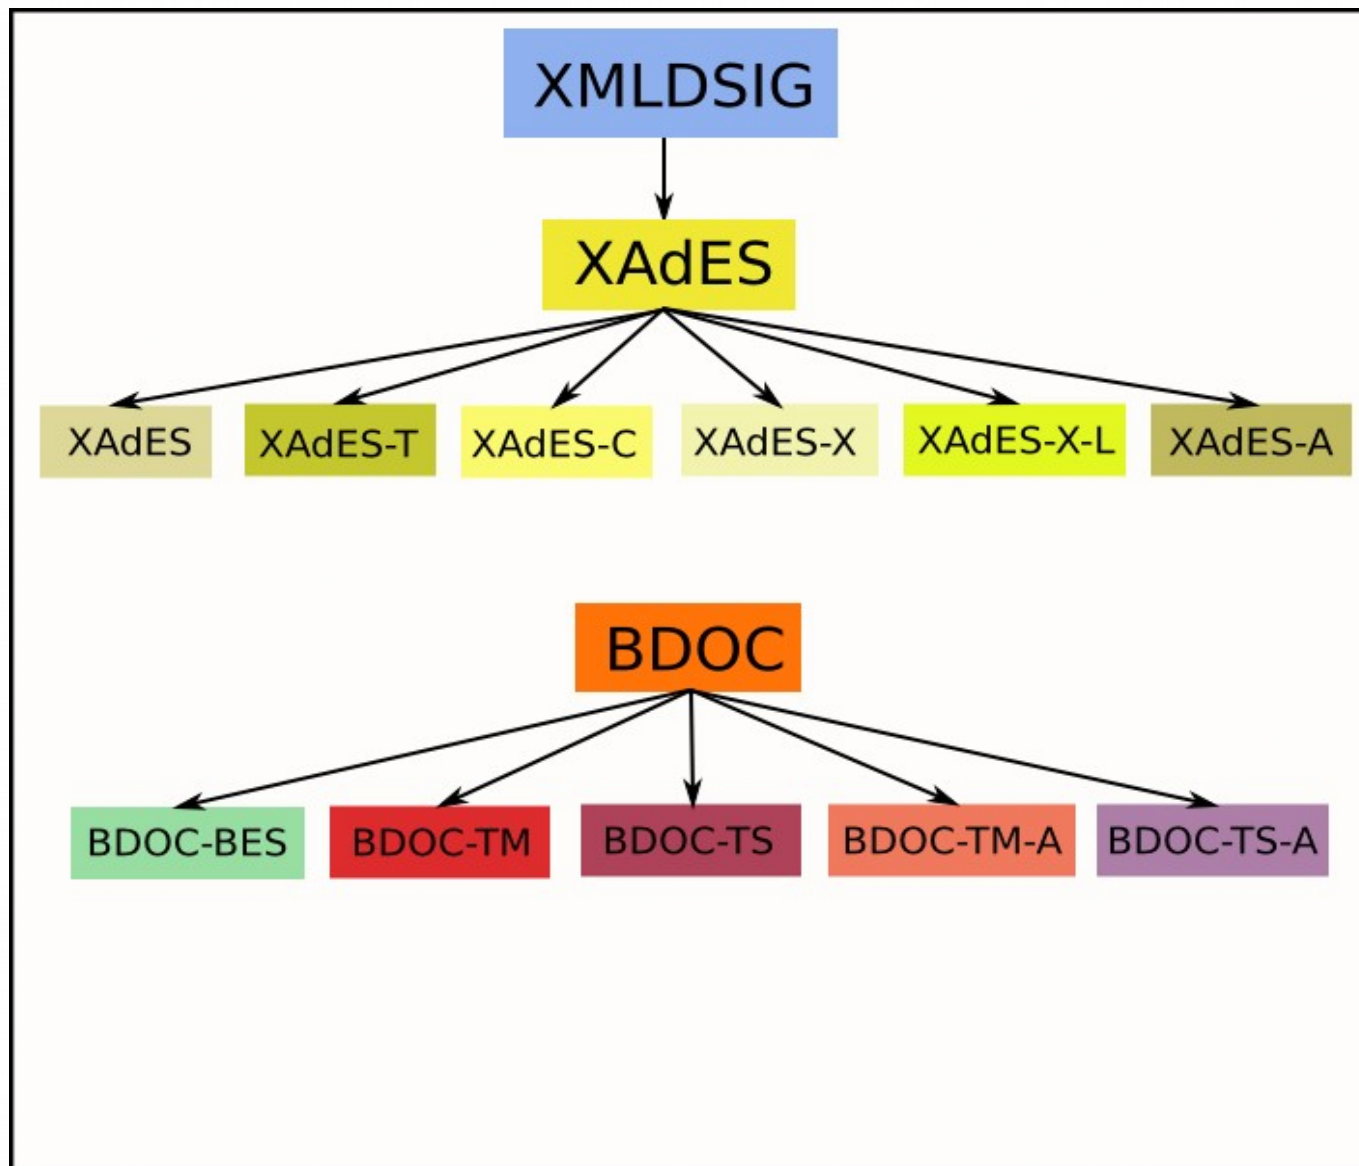 XMLDSIG
XAdES
XAdES XAdES-T XAdES-C XAdES-X XAdES-X-L XAdES-A
BDOC
BDOC-BES BDOC-TM BDOC-TS BDOC-TM-A BDOC-TS-A